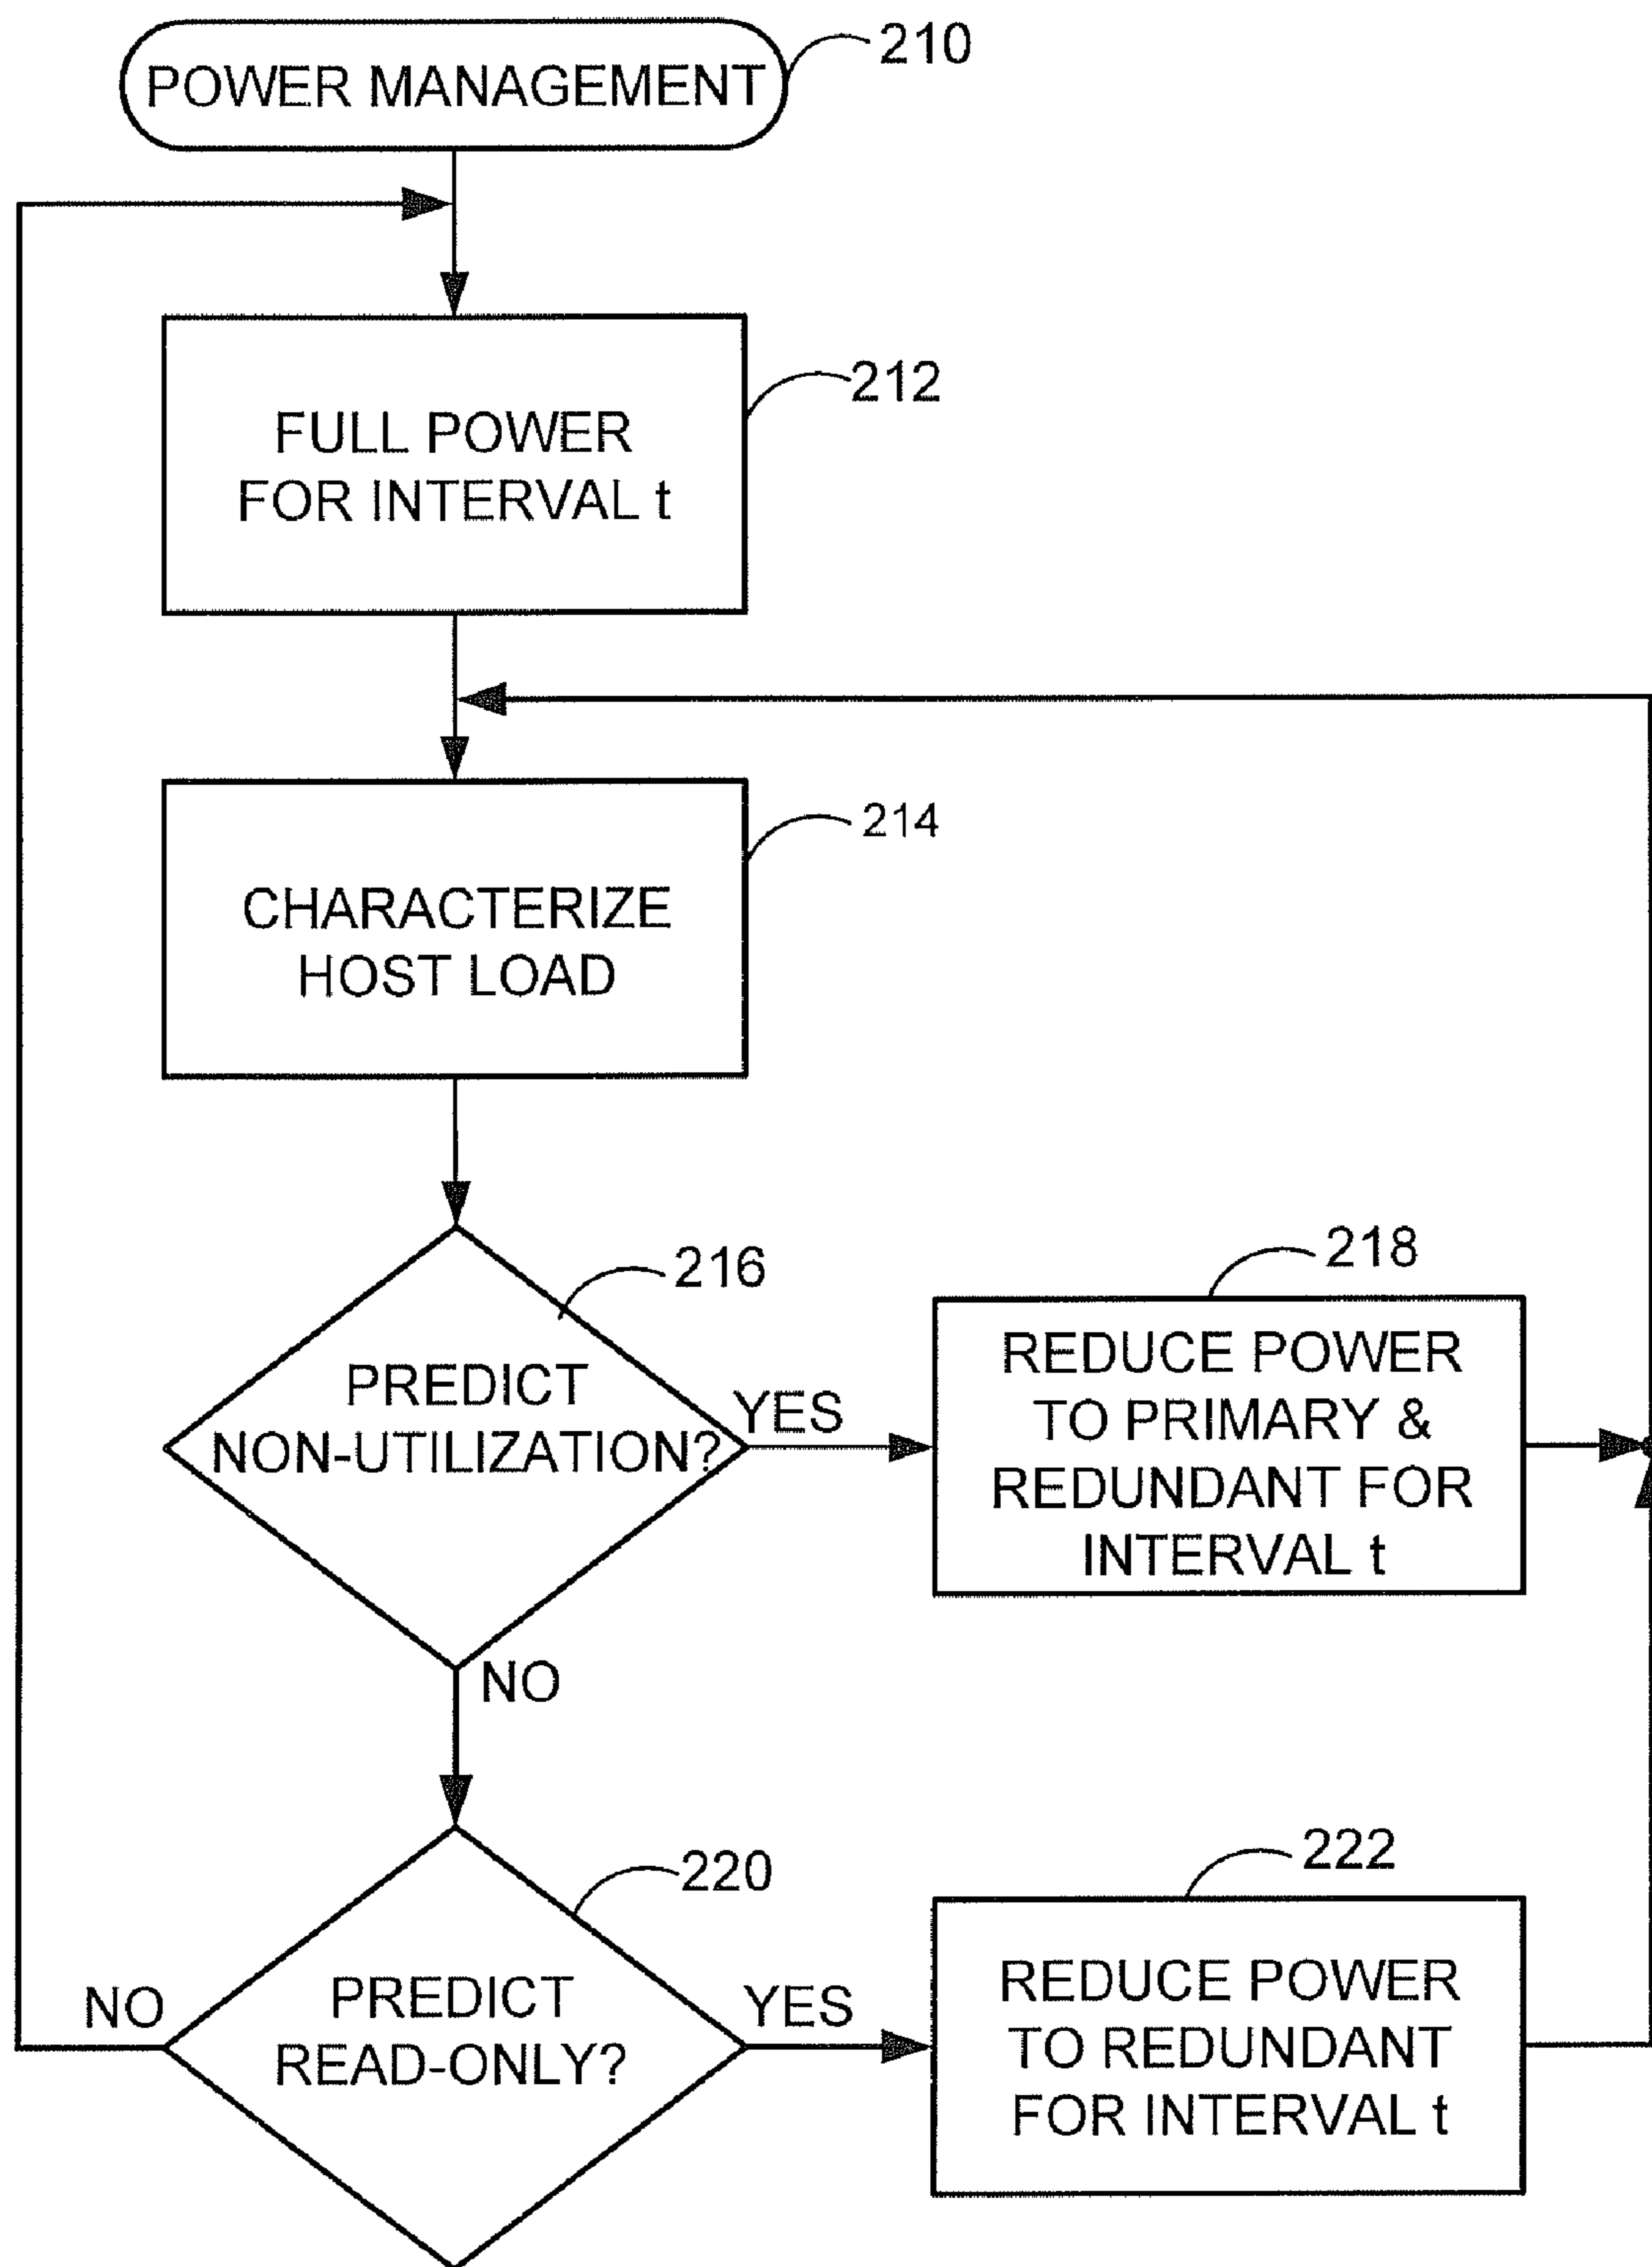 POWER MANAGEMENT
210
FULL POWER
FOR INTERVAL t
212
CHARACTERIZE
HOST LOAD
214
PREDICT
NON-UTILIZATION?
216
YES
NO
REDUCE POWER
TO PRIMARY &
REDUNDANT FOR
INTERVAL t
218
PREDICT
READ-ONLY?
220
NO
YES
REDUCE POWER
TO REDUNDANT
FOR INTERVAL t
222